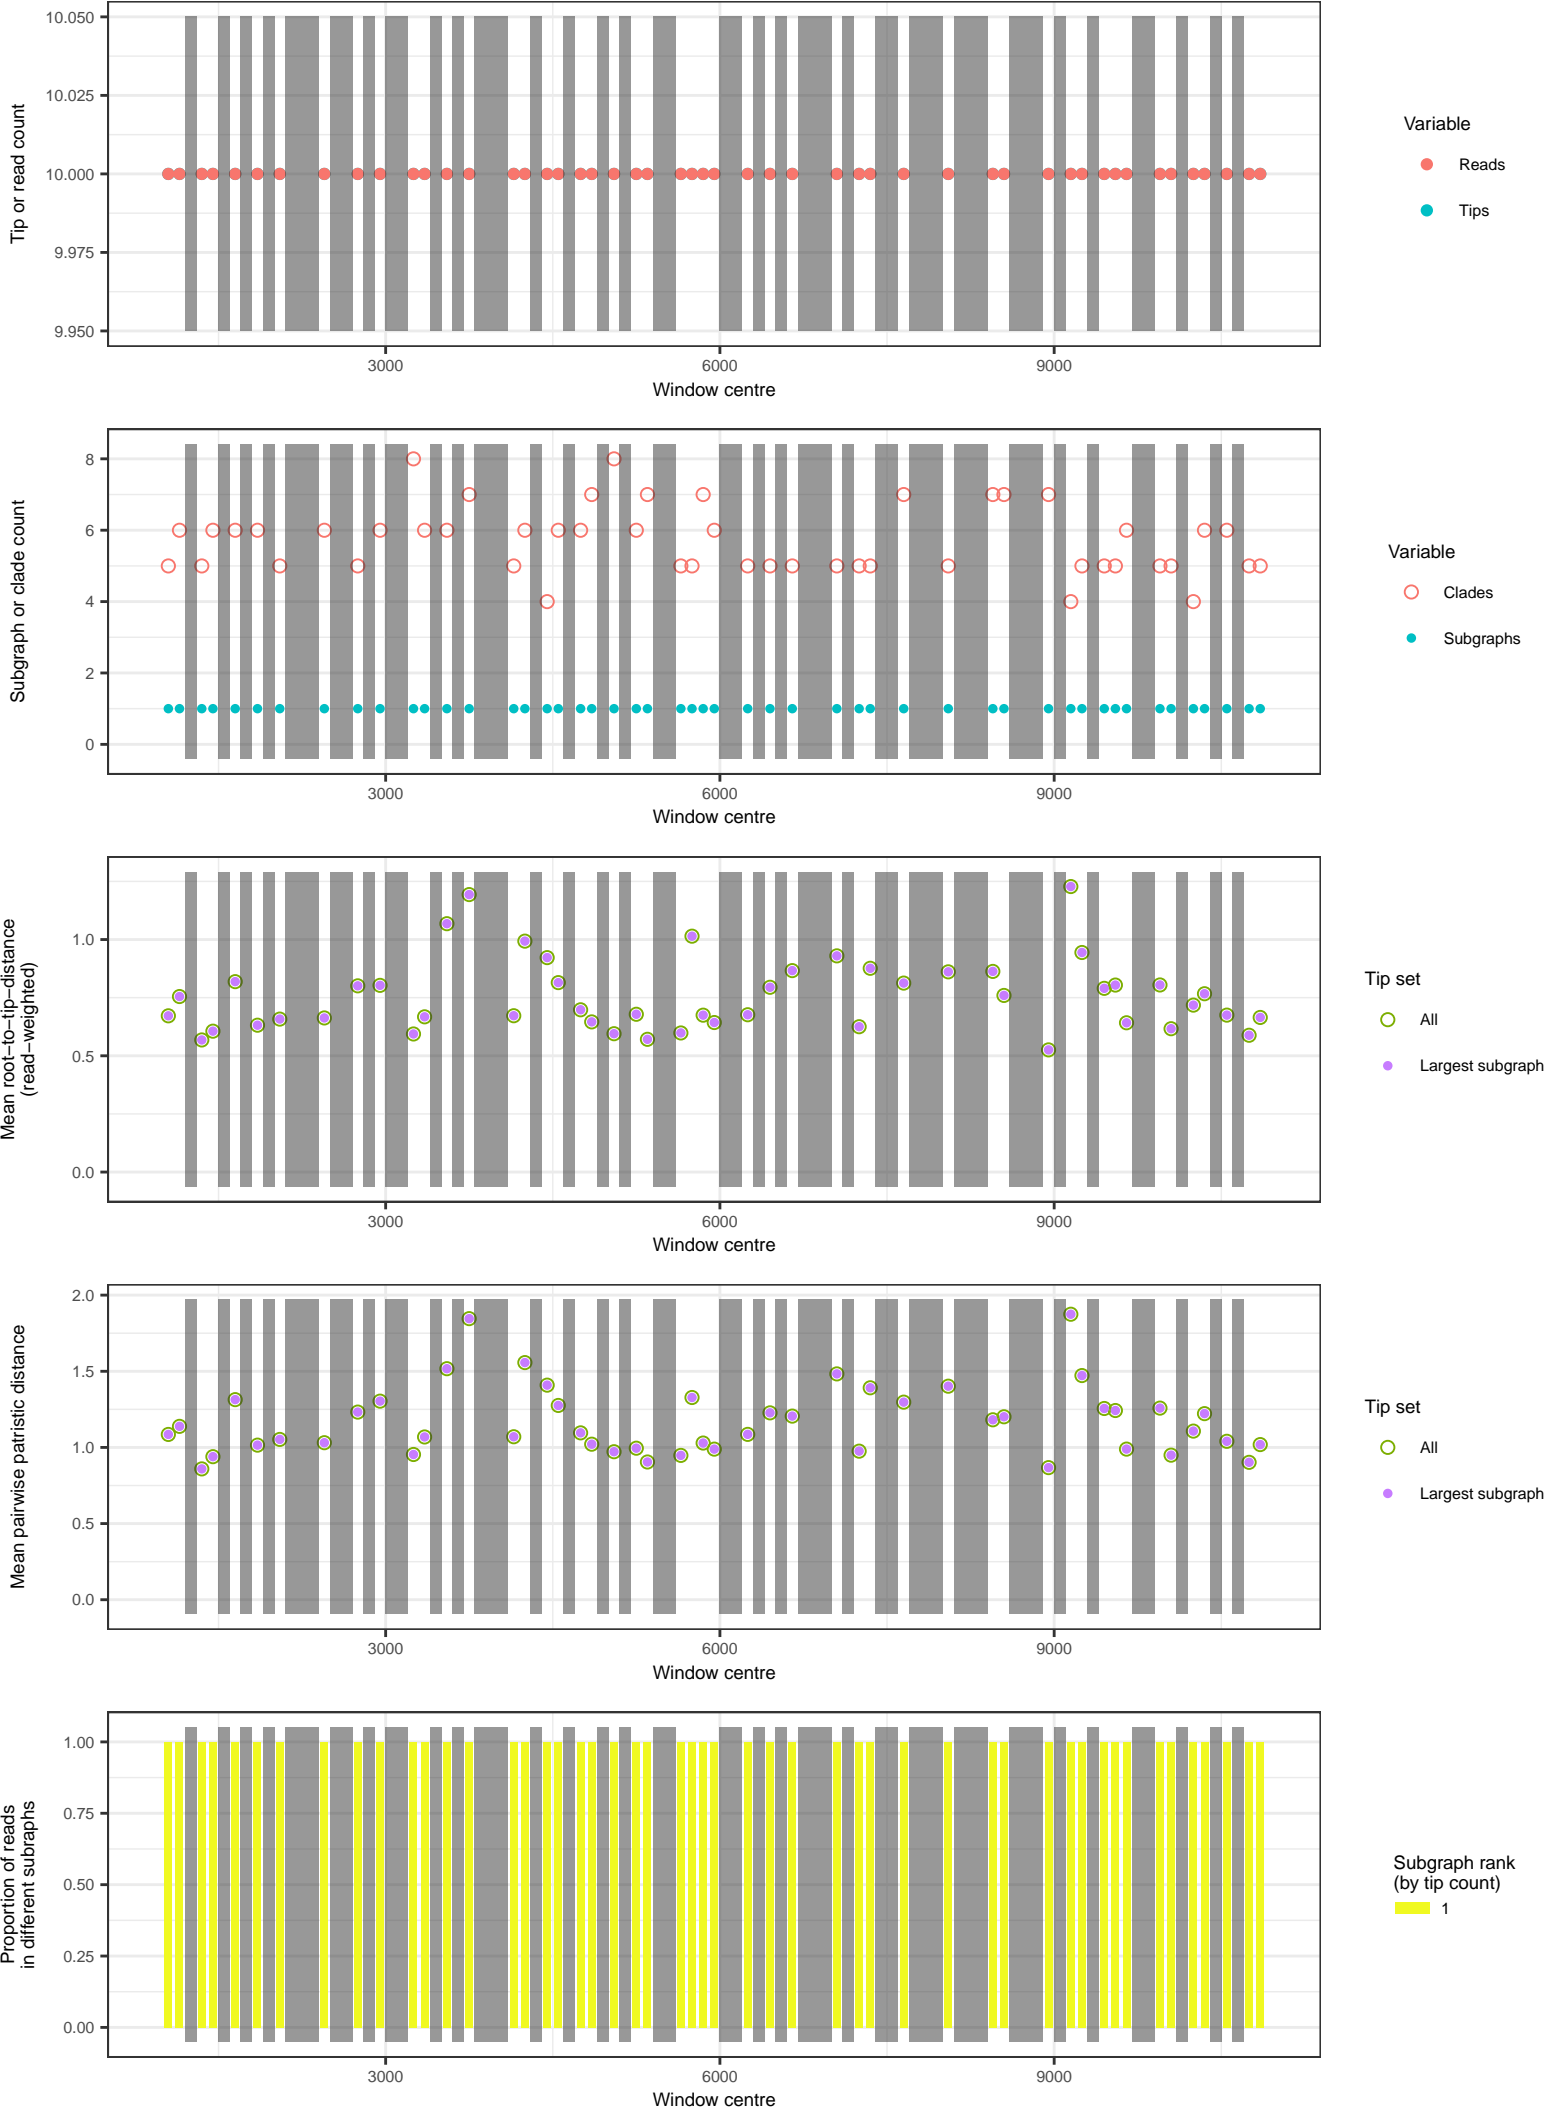 10.050
10.025
10.000
9.975
9.950
Tip or read count
3000
6000
9000
Window centre
Variable
Reads
Tips
8
6
4
2
0
Subgraph or clade count
3000
6000
9000
Window centre
Variable
Clades
Subgraphs
1.0
0.5
0.0
Mean root−to−tip−distance
(read−weighted)
3000
6000
9000
Window centre
Tip set
All
Largest subgraph
2.0
1.5
1.0
0.5
0.0
Mean pairwise patristic distance
3000
6000
9000
Window centre
Tip set
All
Largest subgraph
1.00
0.75
0.50
0.25
0.00
Proportion of reads
in different subraphs
3000
6000
9000
Window centre
Subgraph rank
(by tip count)
1